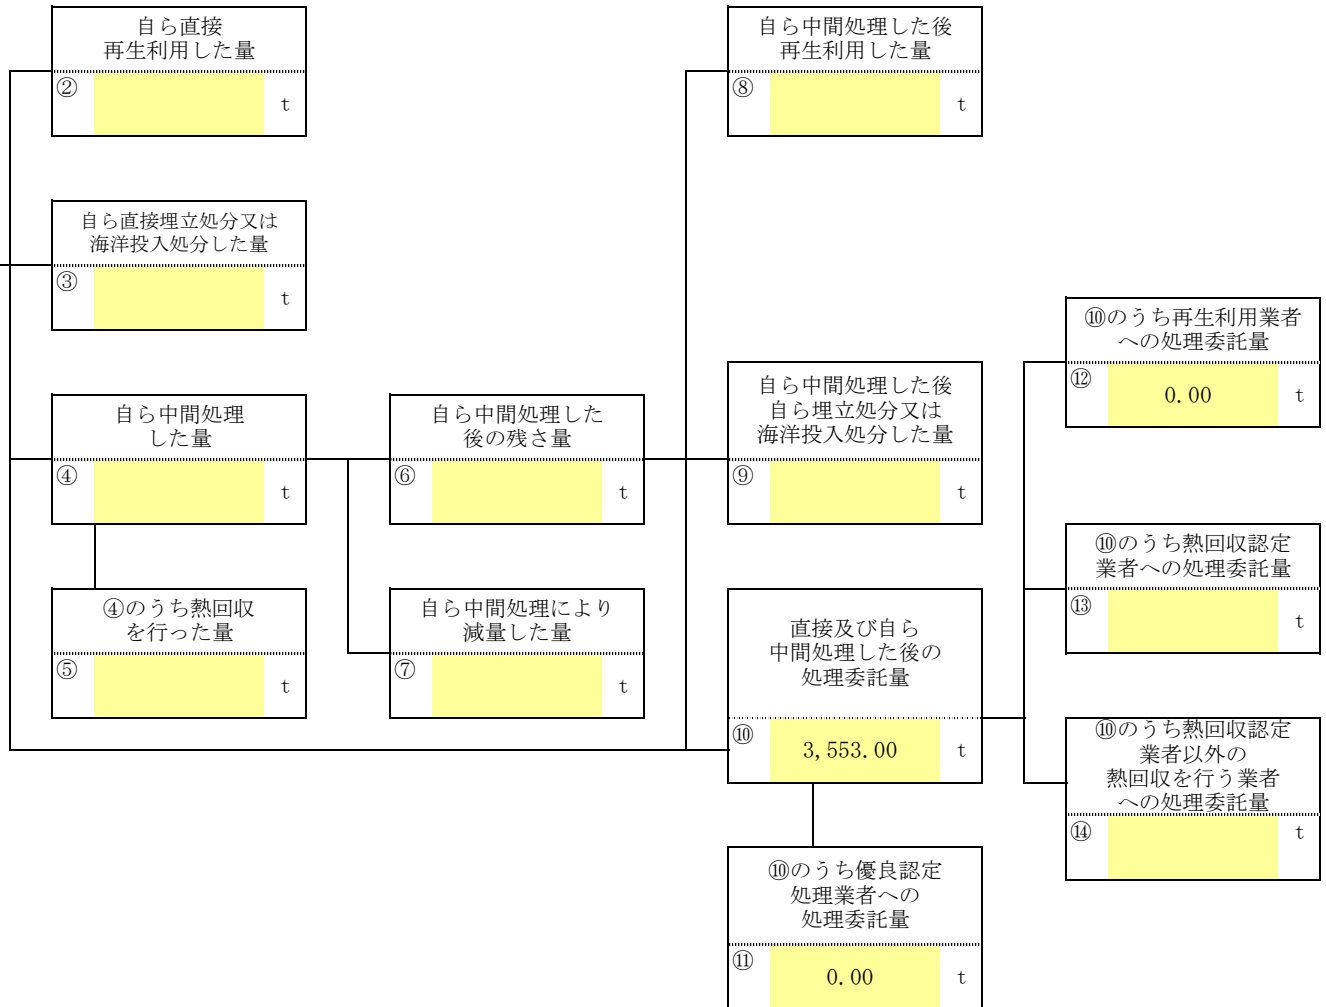 自ら直接
再生利用した量
②
t
自ら中間処理した後
再生利用した量
⑧
t
自ら直接埋立処分又は
海洋投入処分した量
③
t
⑩のうち再生利用業者
への処理委託量
⑫
0.00
t
自ら中間処理
した量
④
t
自ら中間処理した
後の残さ量
⑥
t
自ら中間処理した後
自ら埋立処分又は
海洋投入処分した量
⑨
t
⑩のうち熱回収認定
業者への処理委託量
⑬
t
④のうち熱回収
を行った量
⑤
t
自ら中間処理により
減量した量
⑦
t
直接及び自ら
中間処理した後の
処理委託量
⑩
3,553.00
t
⑩のうち熱回収認定
業者以外の
熱回収を行う業者
への処理委託量
⑭
t
⑩のうち優良認定
処理業者への
処理委託量
⑪
0.00
t